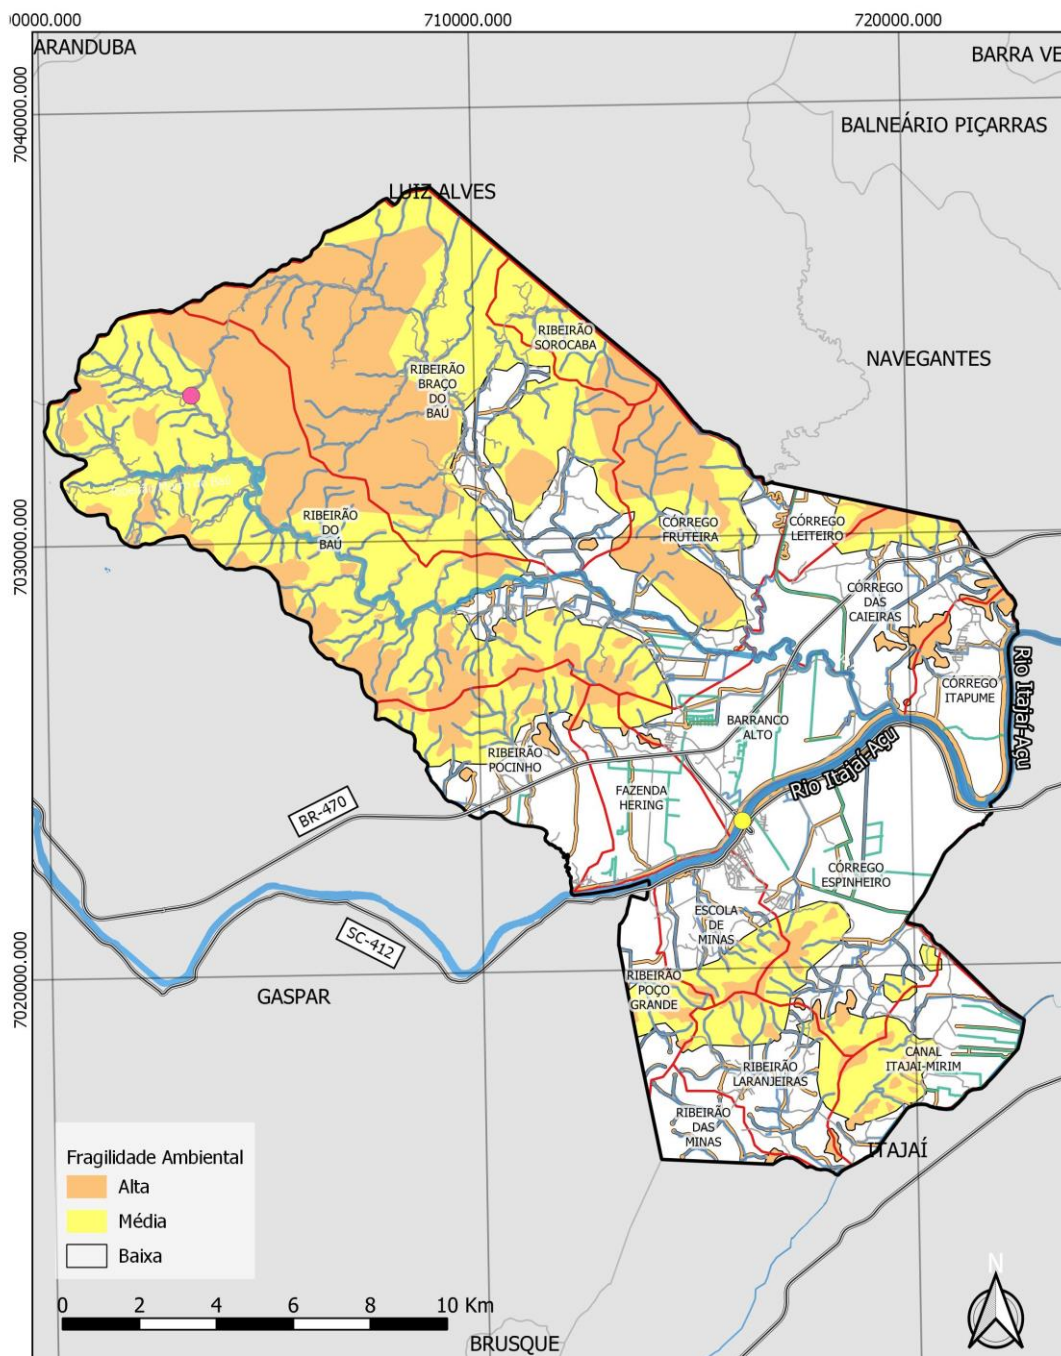 00000.000
710000.000
720000.000
ARANDUBA
BARRA VE
7040000.000
BALNEÁRIO PIÇARRAS
LUIZ ALVES
RIBEIRÃO
SOROCABA
NAVEGANTES
RIBEIRÃO
BRAÇO
DO
BAÚ
RIBEIRÃO
DO
BAÚ
CÓRREGO
FRUTEIRA
CÓRREGO
LEITEIRO
7030000.000
CÓRREGO
DAS
CAIEIRAS
CÓRREGO
ITAPUME
Rio Itajaí-Açu
BARRANCO
ALTO
RIBEIRÃO
POCINHO
Rio Itajaí-Açu
FAZENDA
HERING
BR-470
CÓRREGO
ESPINHEIRO
ESCOLA
DE
MINAS
SC-412
7020000.000
GASPAR
RIBEIRÃO
POÇO
GRANDE
CANAL
ITAJAI-MIRIM
RIBEIRÃO
LARANJEIRAS
RIBEIRÃO
DAS
MINAS
ITAJAÍ
Fragilidade Ambiental
Alta
Média
Baixa
N
0 2 4 6 8 10 Km
BRUSQUE